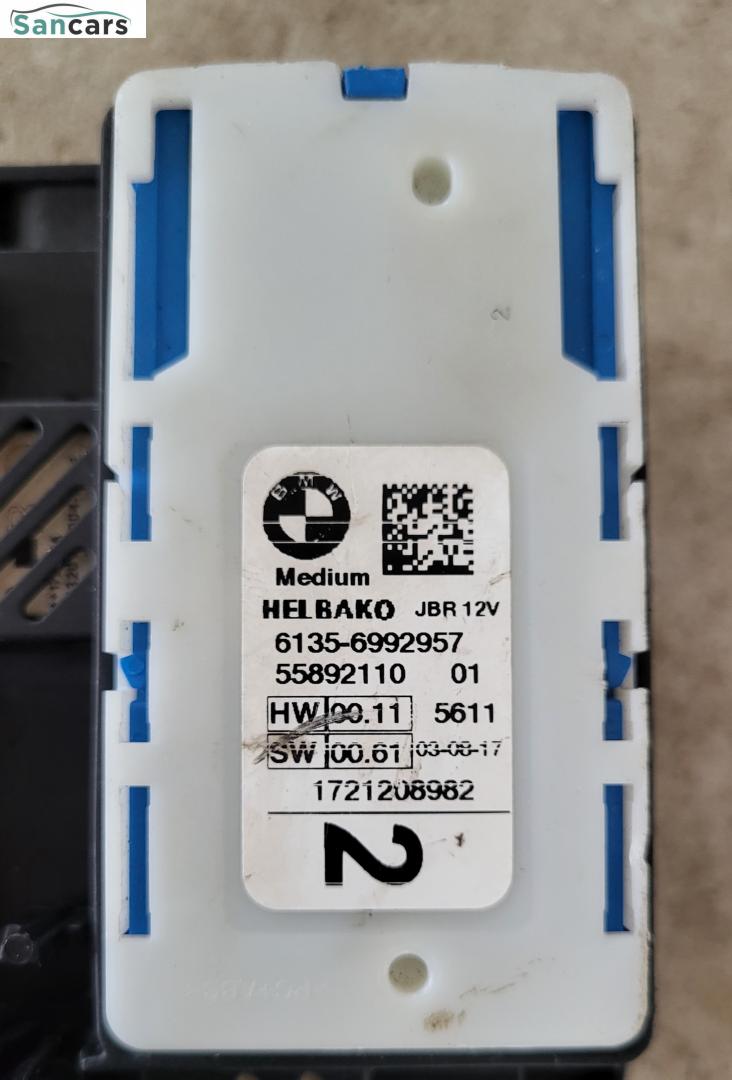 Sancars
2
BMW
Medium
HELBAKO JBR 12V
6135-6992957
55892110 01
HW 00.11 5611
SW 00.61 03-08-17
1721208982
2